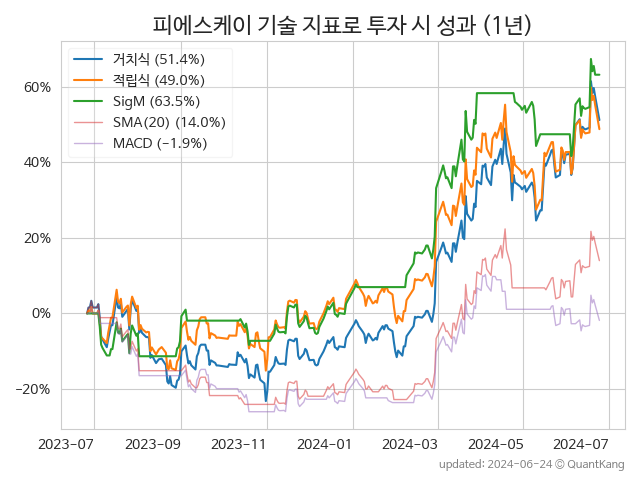 피에스케이 기술 지표로 투자 시 성과 (1년)
거치식 (51.4%)
적립식 (49.0%)
SigM (63.5%)
SMA(20) (14.0%)
MACD (−1.9%)
60%
40%
20%
0%
−20%
2023-07 2023-09 2023-11 2024-01 2024-03 2024-05 2024-07
updated: 2024-06-24 © QuantKang